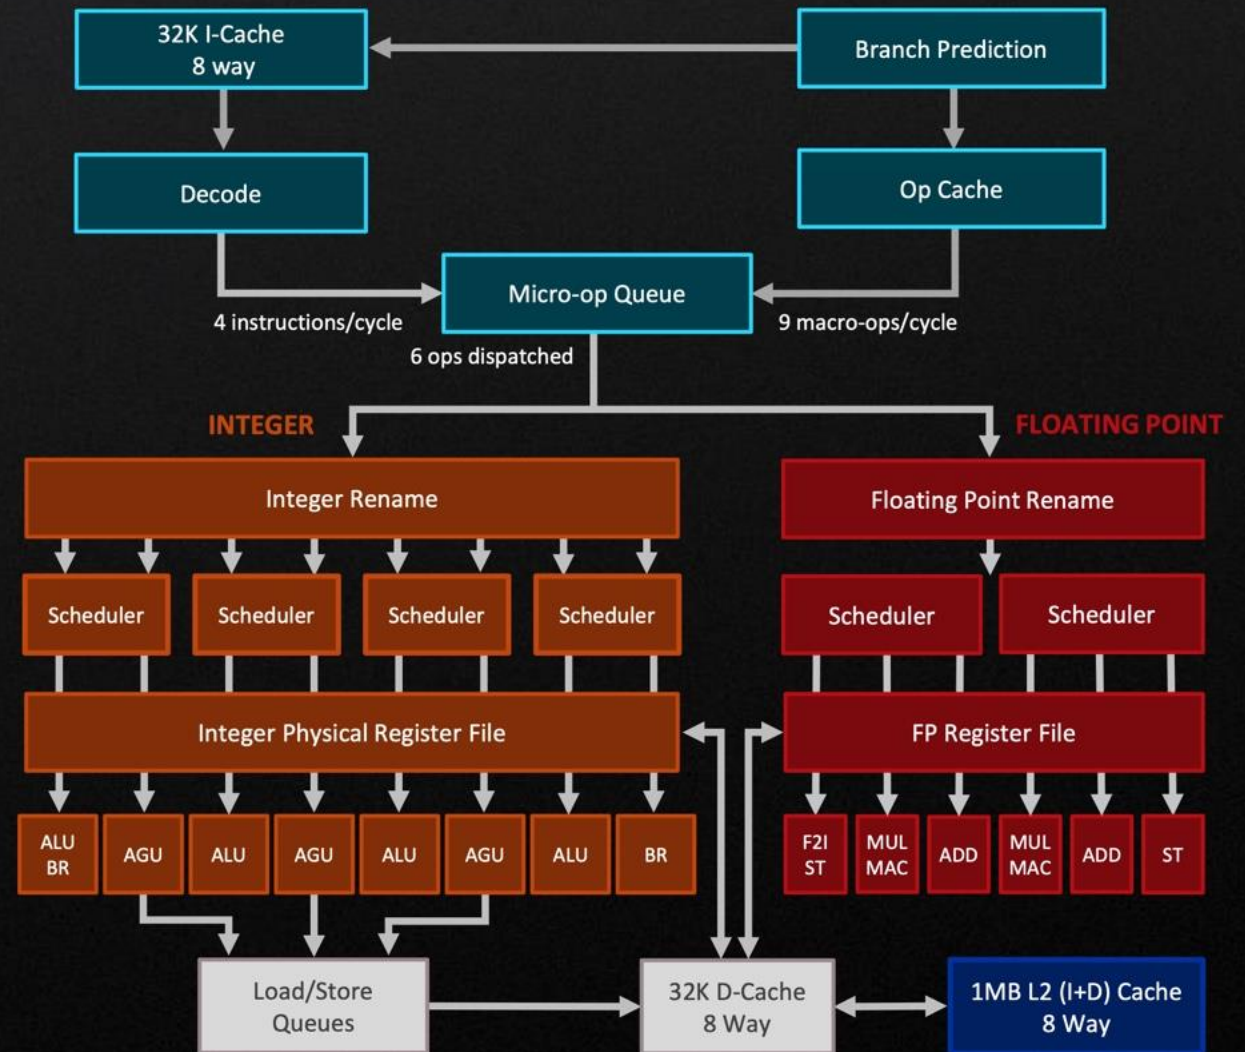 32K I-Cache
8 way
Branch Prediction
Decode
Op Cache
Micro-op Queue
4 instructions/cycle
9 macro-ops/cycle
6 ops dispatched
INTEGER
FLOATING POINT
Integer Rename
Floating Point Rename
Scheduler
Scheduler
Scheduler
Scheduler
Scheduler
Scheduler
Integer Physical Register File
FP Register File
ALU
BR
AGU
ALU
AGU
ALU
AGU
ALU
BR
F2I
ST
MUL
MAC
ADD
MUL
MAC
ADD
ST
Load/Store
Queues
32K D-Cache
8 Way
1MB L2 (I+D) Cache
8 Way